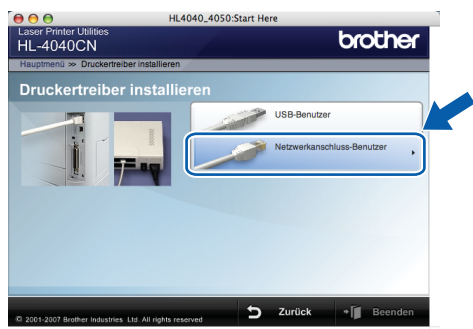 HL4040_4050:Start Here
Laser Printer Utilities
HL-4040CN
brother
Hauptmenü >> Druckertreiber installieren
Druckertreiber installieren
USB-Benutzer
Netzwerkanschluss-Benutzer
© 2001-2007 Brother Industries Ltd. All rights reserved
Zurück
Beenden